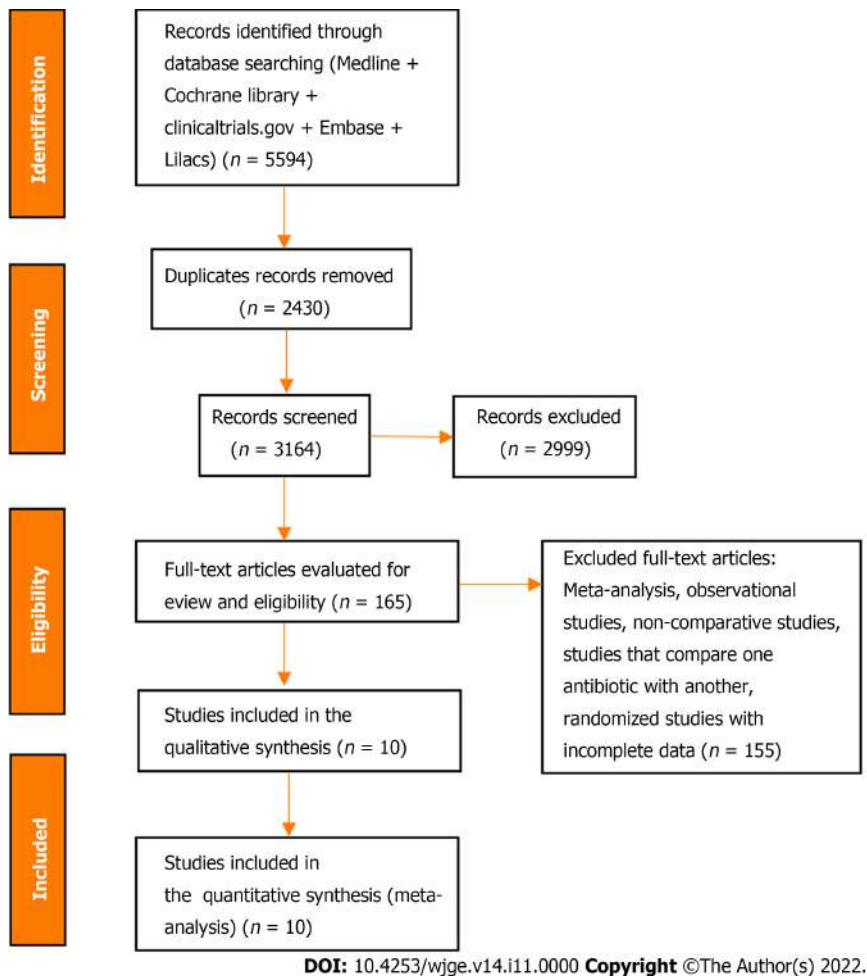 Identification
Records identified through
database searching (Medline +
Cochrane library +
clinicaltrials.gov + Embase +
Lilacs) (n = 5594)
Screening
Duplicates records removed
(n = 2430)
Records screened
(n = 3164)
Records excluded
(n = 2999)
Eligibility
Full-text articles evaluated for
eview and eligibility (n = 165)
Excluded full-text articles:
Meta-analysis, observational
studies, non-comparative studies,
studies that compare one
antibiotic with another,
randomized studies with
incomplete data (n = 155)
Studies included in the
qualitative synthesis (n = 10)
Included
Studies included in
the quantitative synthesis (meta-
analysis) (n = 10)
DOI: 10.4253/wjge.v14.i11.0000 Copyright ©The Author(s) 2022.